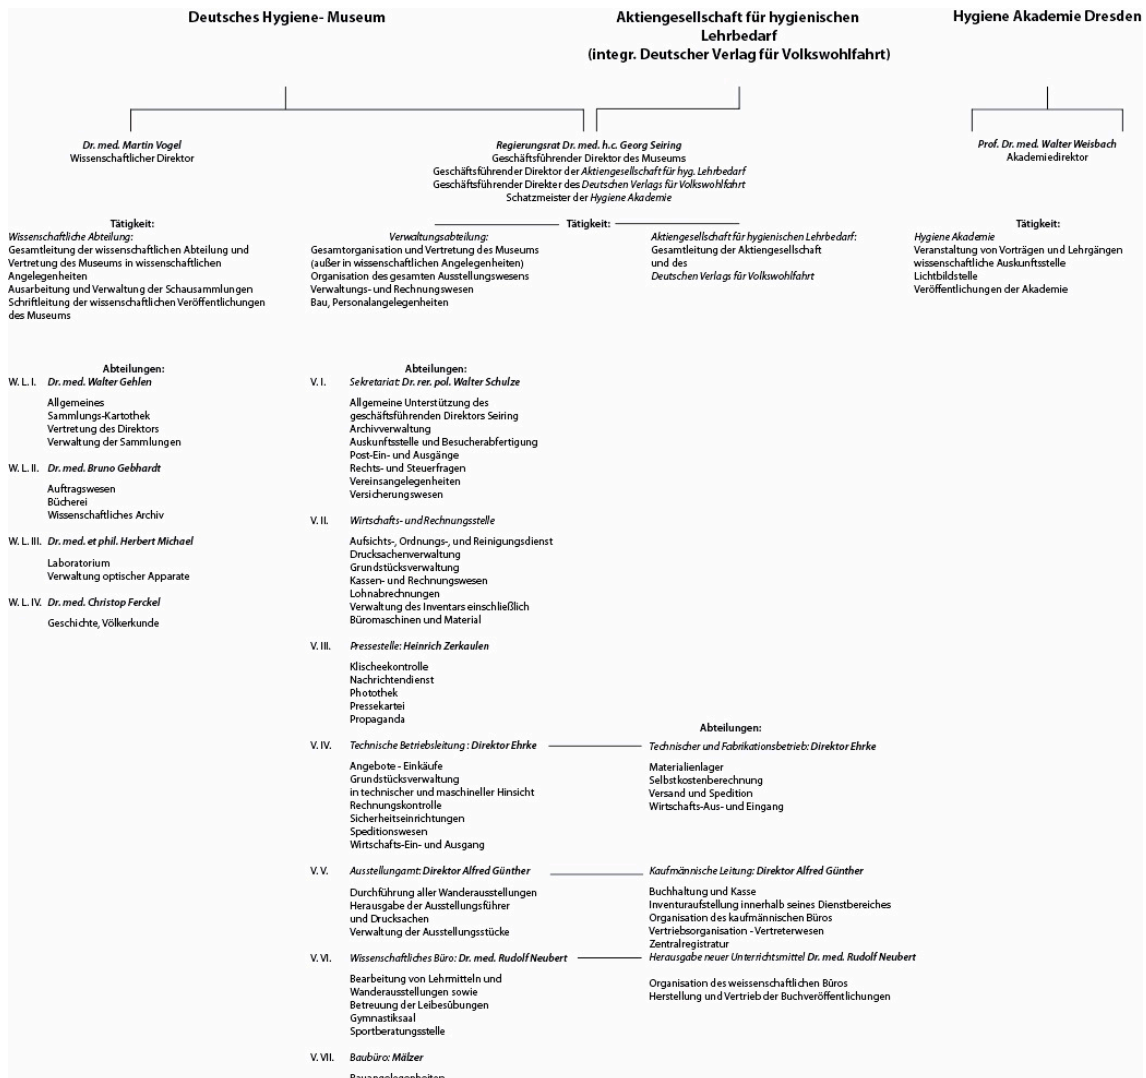 Deutsches Hygiene- Museum
Aktiengesellschaft für hygienischen
Lehrbedarf
(integr. Deutscher Verlag für Volkswohlfahrt)
Hygiene Akademie Dresden
Dr. med. Martin Vogel
Wissenschaftlicher Direktor
Regierungsrat Dr. med. h.c. Georg Seiring
Geschäftsführender Direktor des Museums
Geschäftsführender Direktor der Aktiengesellschaft für hyg. Lehrbedarf
Geschäftsführender Direkter des Deutschen Verlags für Volkswohlfahrt
Schatzmeister der Hygiene Akademie
Prof. Dr. med. Walter Weisbach
Akademiedirektor
Tätigkeit:
Wissenschaftliche Abteilung:
Gesamtleitung der wissenschaftlichen Abteilung und
Vertretung des Museums in wissenschaftlichen
Angelegenheiten
Ausarbeitung und Verwaltung der Schausammlungen
Schriftleitung der wissenschaftlichen Veröffentlichungen
des Museums
Tätigkeit:
Verwaltungsabteilung:
Gesamtorganisation und Vertretung des Museums
(außer in wissenschaftlichen Angelegenheiten)
Organisation des gesamten Ausstellungswesens
Verwaltungs- und Rechnungswesen
Bau, Personalangelegenheiten
Aktiengesellschaft für hygienischen Lehrbedarf:
Gesamtleitung der Aktiengesellschaft
und des
Deutschen Verlags für Volkswohlfahrt
Tätigkeit:
Hygiene Akademie
Veranstaltung von Vorträgen und Lehrgängen
wissenschaftliche Auskunftsstelle
Lichtbildstelle
Veröffentlichungen der Akademie
Abteilungen:
W. L. I. Dr. med. Walter Gehlen
Allgemeines
Sammlungs-Kartothek
Vertretung des Direktors
Verwaltung der Sammlungen
W. L. II. Dr. med. Bruno Gebhardt
Auftragswesen
Bücherei
Wissenschaftliches Archiv
W. L. III. Dr. med. et phil. Herbert Michael
Laboratorium
Verwaltung optischer Apparate
W. L. IV. Dr. med. Christop Ferckel
Geschichte, Völkerkunde
Abteilungen:
V. I. Sekretariat: Dr. rer. pol. Walter Schulze
Allgemeine Unterstützung des
geschäftsführenden Direktors Seiring
Archivverwaltung
Auskunftsstelle und Besucherabfertigung
Post-Ein- und Ausgänge
Rechts- und Steuerfragen
Vereinsangelegenheiten
Versicherungswesen
V. II. Wirtschafts- und Rechnungsstelle
Aufsichts-, Ordnungs-, und Reinigungsdienst
Drucksachenverwaltung
Grundstücksverwaltung
Kassen- und Rechnungswesen
Lohnabrechnungen
Verwaltung des Inventars einschließlich
Büromaschinen und Material
V. III. Pressestelle: Heinrich Zerkaulen
Klischeekontrolle
Nachrichtendienst
Photothek
Pressekartei
Propaganda
Abteilungen:
V. IV. Technische Betriebsleitung : Direktor Ehrke
Angebote - Einkäufe
Grundstücksverwaltung
in technischer und maschineller Hinsicht
Rechnungskontrolle
Sicherheitseinrichtungen
Speditionswesen
Wirtschafts-Ein- und Ausgang
Technischer und Fabrikationsbetrieb: Direktor Ehrke
Materialienlager
Selbstkostenberechnung
Versand und Spedition
Wirtschafts-Aus- und Eingang
V. V. Ausstellungamt: Direktor Alfred Günther
Durchführung aller Wanderausstellungen
Herausgabe der Ausstellungsführer
und Drucksachen
Verwaltung der Ausstellungsstücke
Kaufmännische Leitung: Direktor Alfred Günther
Buchhaltung und Kasse
Inventuraufstellung innerhalb seines Dienstbereiches
Organisation des kaufmännischen Büros
Vertriebsorganisation - Vertreterwesen
Zentralregistratur
V. VI. Wissenschaftliches Büro: Dr. med. Rudolf Neubert
Bearbeitung von Lehrmitteln und
Wanderausstellungen sowie
Betreuung der Leibesübungen
Gymnastiksaal
Sportberatungsstelle
Herausgabe neuer Unterrichtsmittel Dr. med. Rudolf Neubert
Organisation des weissenschaftlichen Büros
Herstellung und Vertrieb der Buchveröffentlichungen
V. VII. Baubüro: Mälzer
Bauangelegenheiten